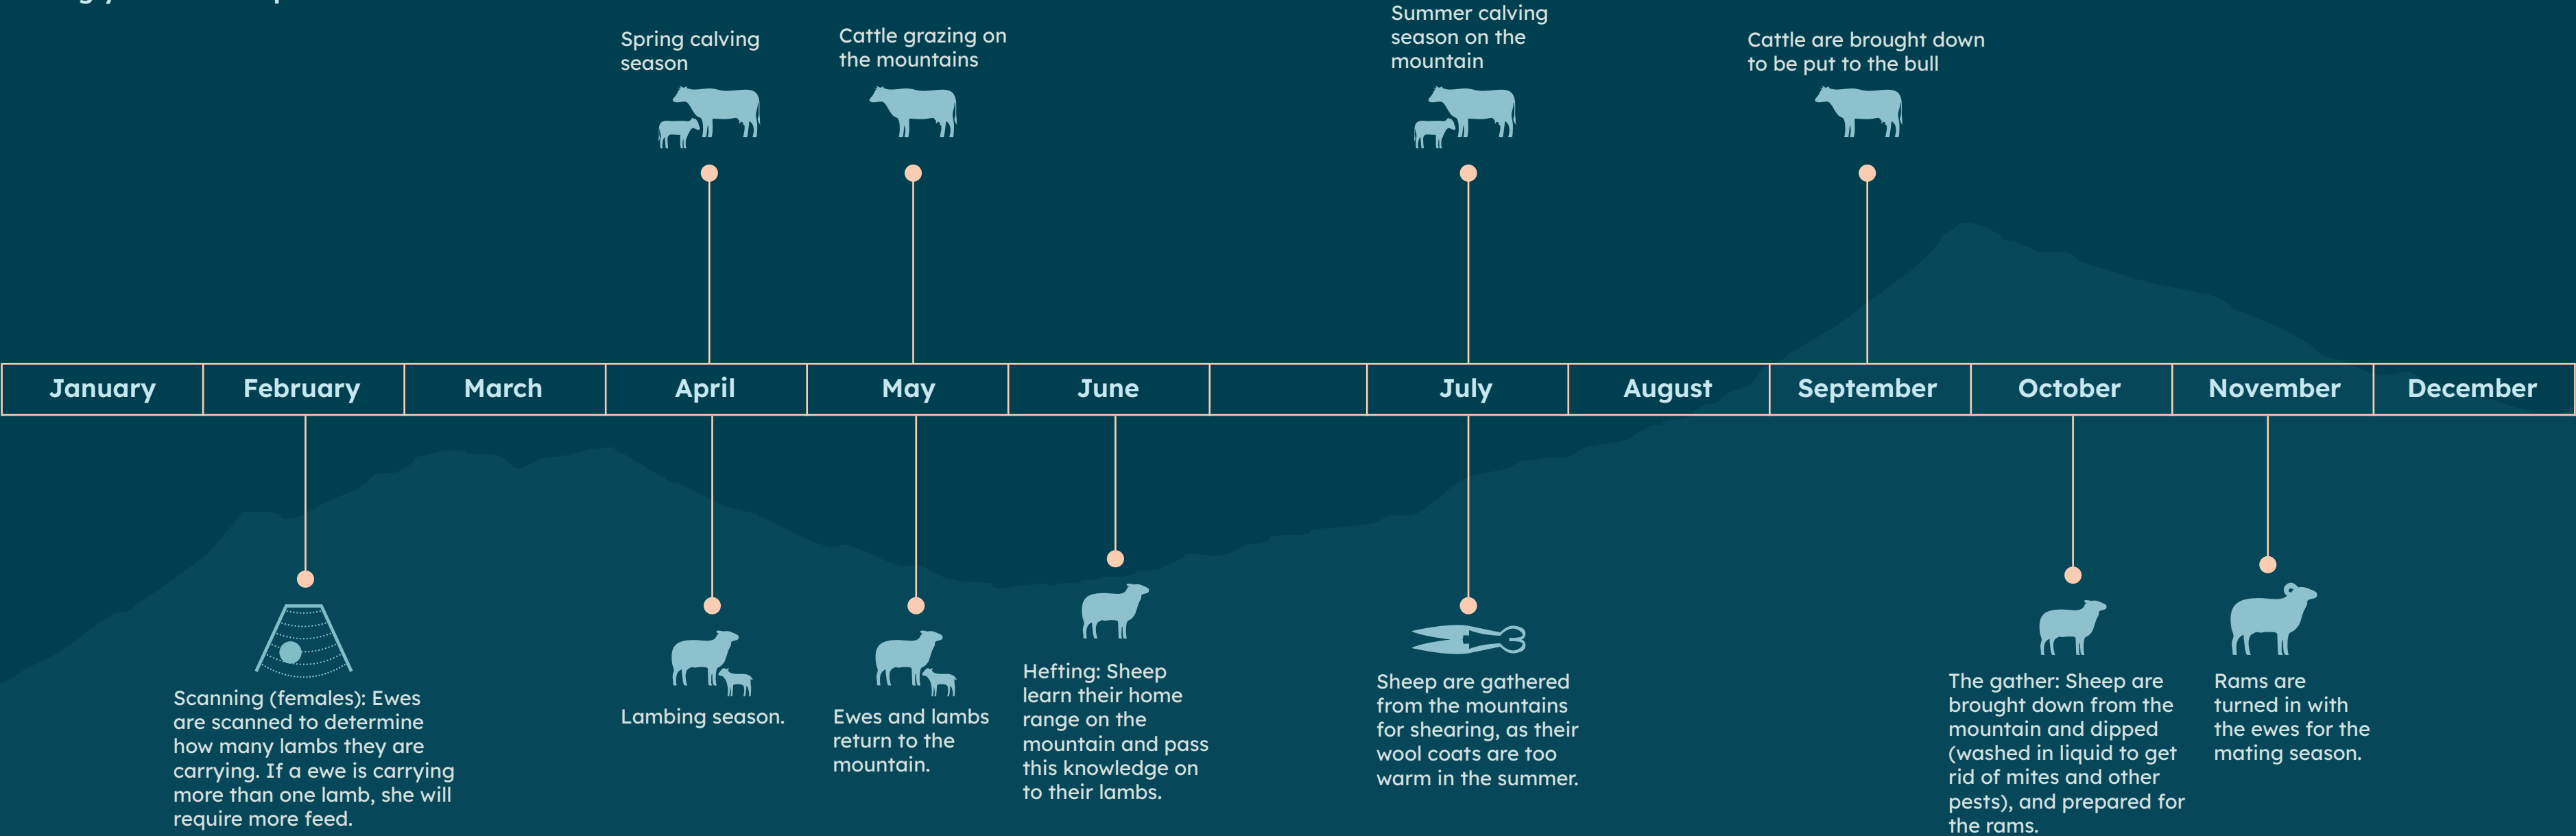 Spring calving
season
Cattle grazing on
the mountains
Summer calving
season on the
mountain
Cattle are brought down
to be put to the bull
January
February
March
April
May
June
July
August
September
October
November
December
Scanning (females): Ewes
are scanned to determine
how many lambs they are
carrying. If a ewe is carrying
more than one lamb, she will
require more feed.
Lambing season.
Ewes and lambs
return to the
mountain.
Hefting: Sheep
learn their home
range on the
mountain and pass
this knowledge on
to their lambs.
Sheep are gathered
from the mountains
for shearing, as their
wool coats are too
warm in the summer.
The gather: Sheep are
brought down from the
mountain and dipped
(washed in liquid to get
rid of mites and other
pests), and prepared for
the rams.
Rams are
turned in with
the ewes for the
mating season.